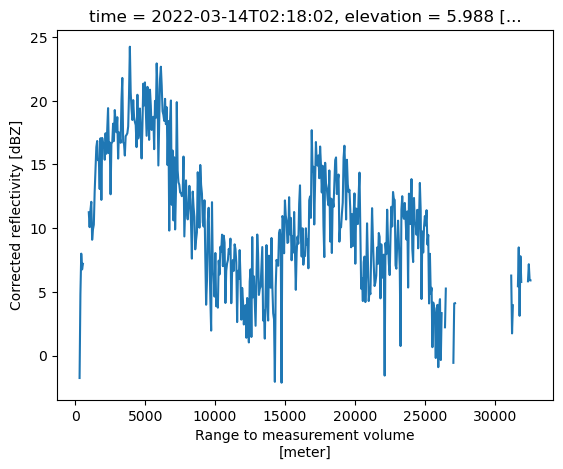 time = 2022-03-14T02:18:02, elevation = 5.988 [...
Corrected reflectivity [dBZ]
25
20
15
10
5
0
0 5000 10000 15000 20000 25000 30000
Range to measurement volume
[meter]